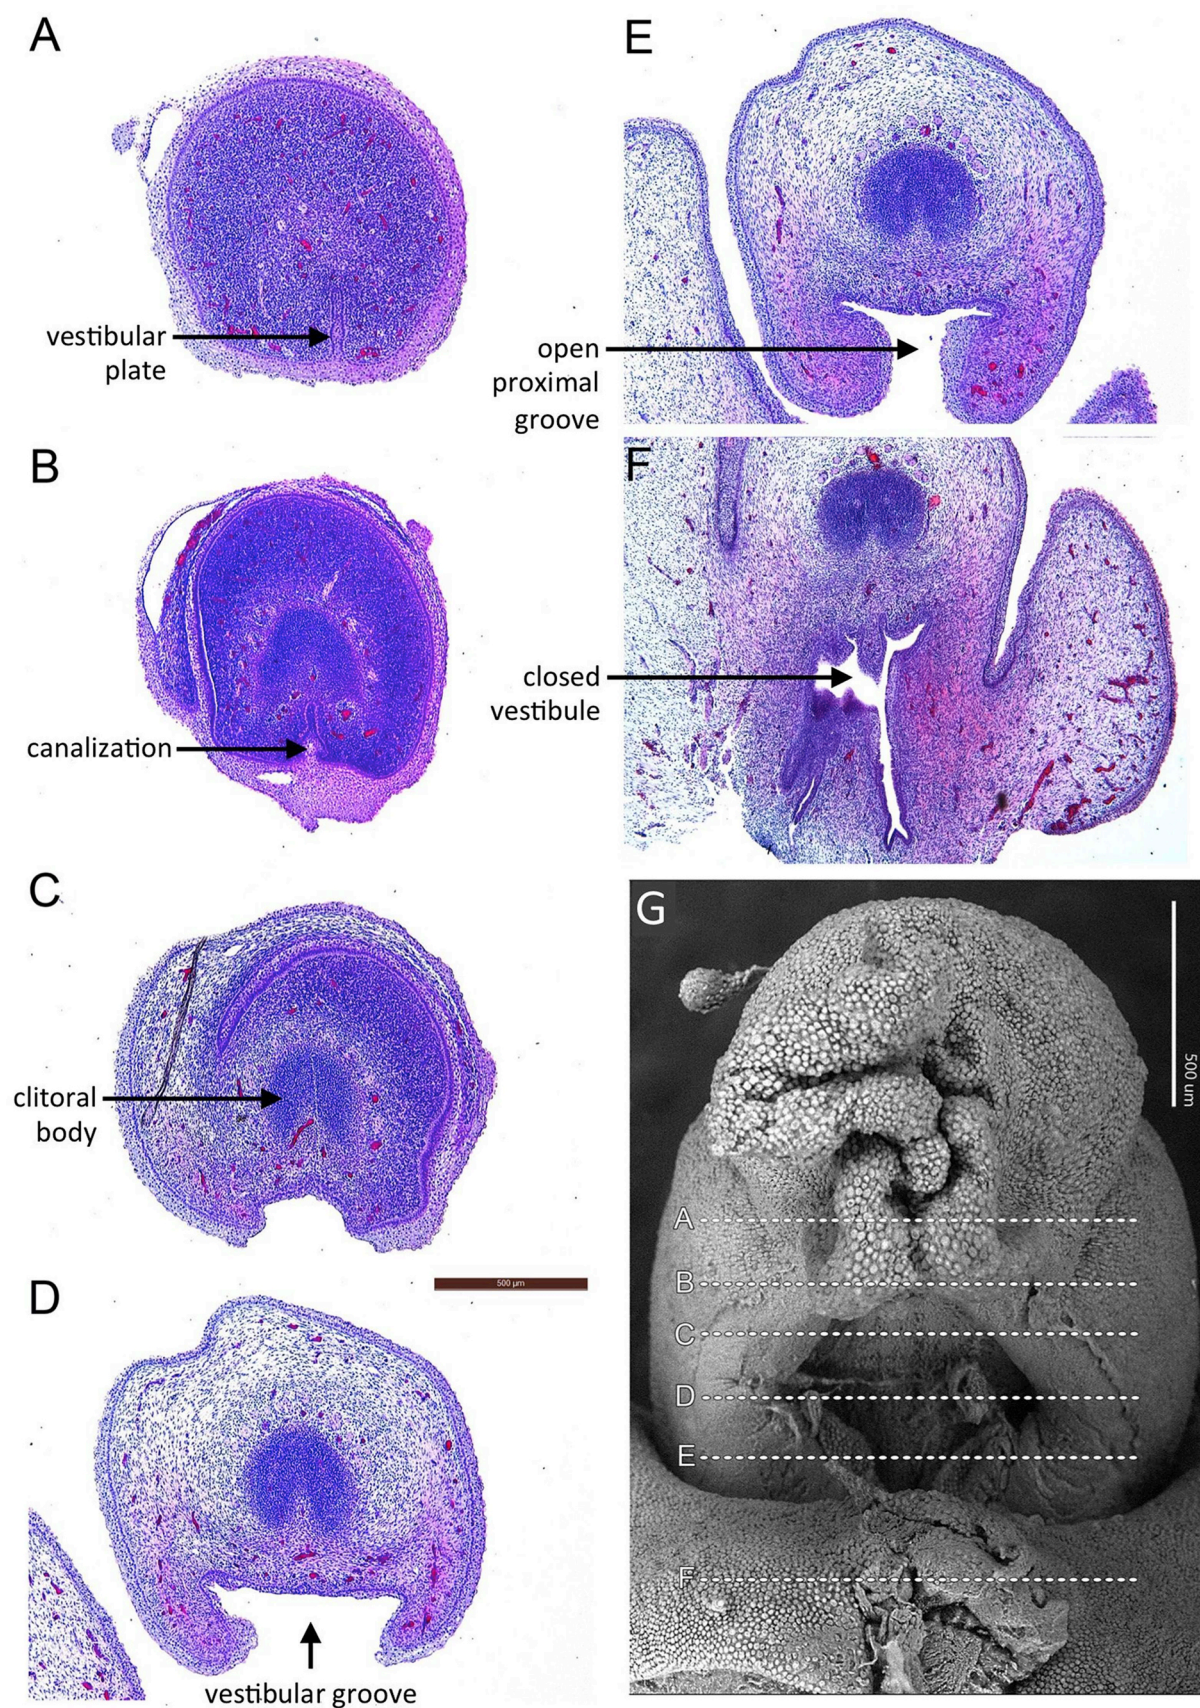 A
vestibular
plate
B
canalization
C
clitoral
body
D
500 µm
vestibular groove
E
open
proximal
groove
F
closed
vestibule
G
500 um
A
B
C
D
E
F